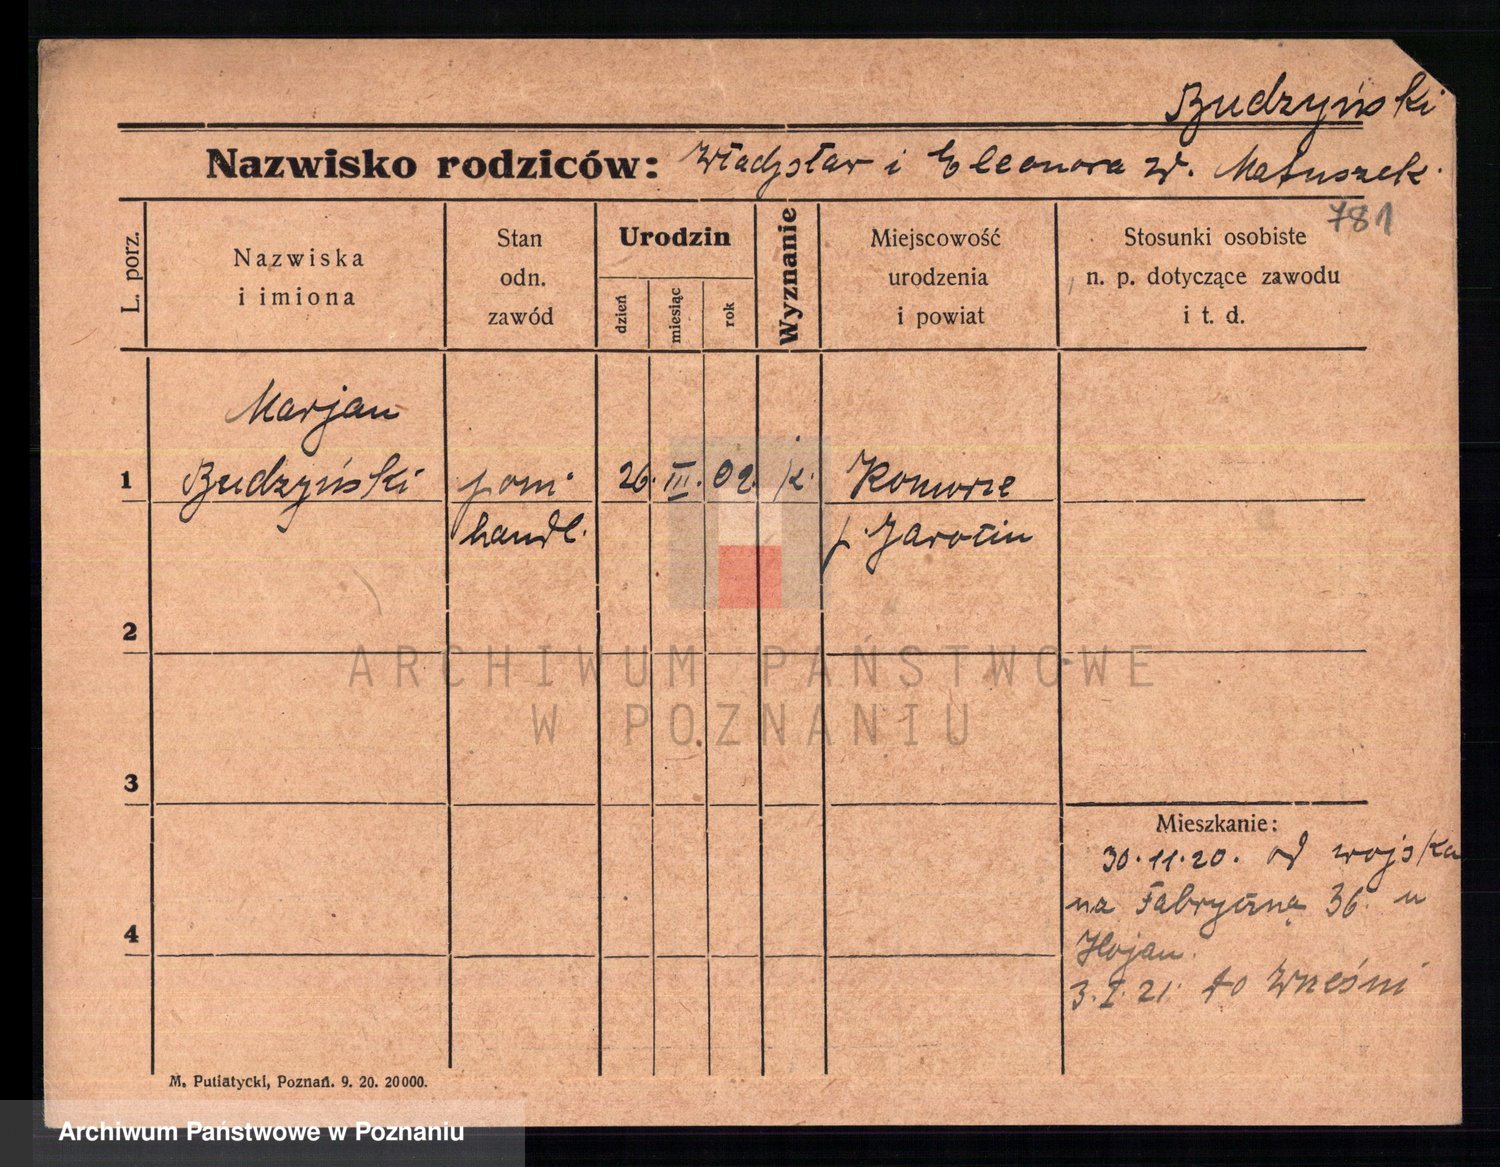 Budzyński
Nazwisko rodziców: Władysław i Eleonora W. Matuszek.
781
L. porz.
Nazwiska
i imiona
Stan
odn.
zawód
Urodzin
dzień
miesiąc
rok
Wyznanie
Miejscowość
urodzenia
i powiat
Stosunki osobiste
n. p. dotyczące zawodu
i t. d.
Marjan
1 Budzyński pom. 26. III. 02. k. Komorze
handl. p. Jarocin
2
3
4
ARCHIWUM PAŃSTWOWE
W POZNANIU
Mieszkanie:
30.11.20. od wojska
na Fabryczną 36 u
Hojan.
3.I.21. do Wrześni
M. Putiatycki, Poznań. 9. 20. 20000.
Archiwum Państwowe w Poznaniu